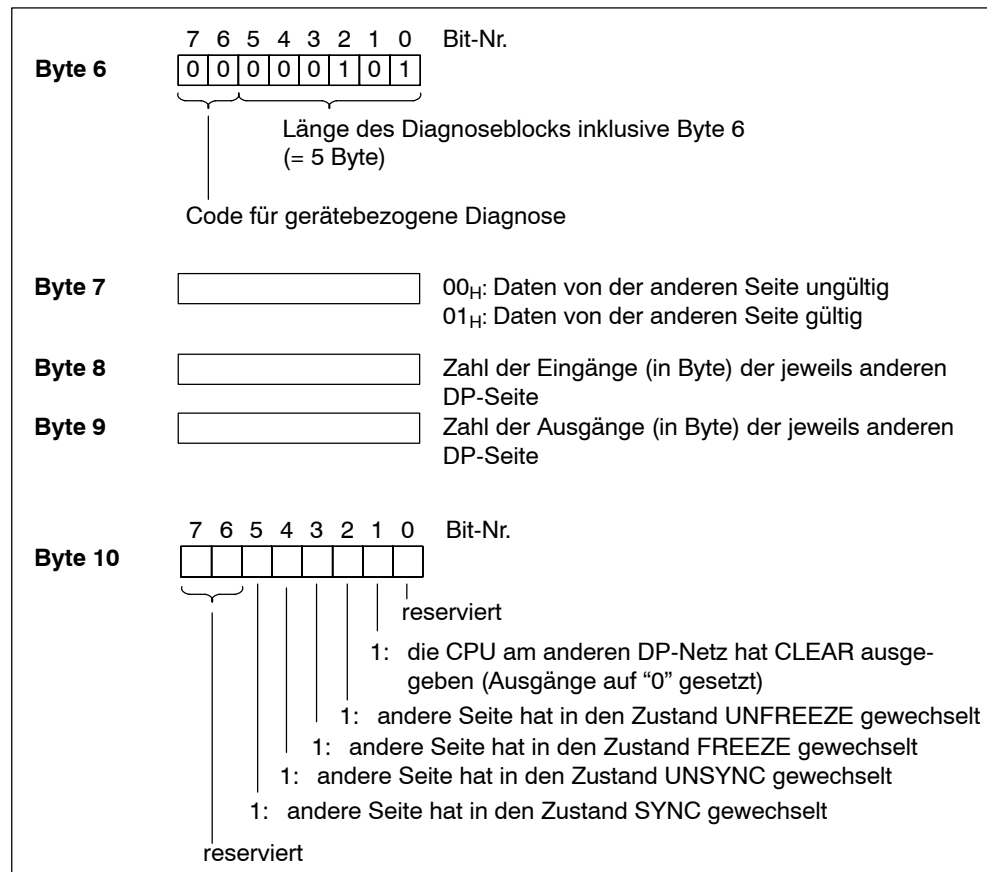 7 6 5 4 3 2 1 0 Bit-Nr.
Byte 6 0 0 0 0 0 1 0 1
Länge des Diagnoseblocks inklusive Byte 6
(= 5 Byte)
Code für gerätebezogene Diagnose
Byte 7 00H: Daten von der anderen Seite ungültig
01H: Daten von der anderen Seite gültig
Byte 8 Zahl der Eingänge (in Byte) der jeweils anderen
DP-Seite
Byte 9 Zahl der Ausgänge (in Byte) der jeweils anderen
DP-Seite
7 6 5 4 3 2 1 0 Bit-Nr.
Byte 10
reserviert
1: die CPU am anderen DP-Netz hat CLEAR ausge-
geben (Ausgänge auf “0” gesetzt)
1: andere Seite hat in den Zustand UNFREEZE gewechselt
1: andere Seite hat in den Zustand FREEZE gewechselt
1: andere Seite hat in den Zustand UNSYNC gewechselt
1: andere Seite hat in den Zustand SYNC gewechselt
reserviert